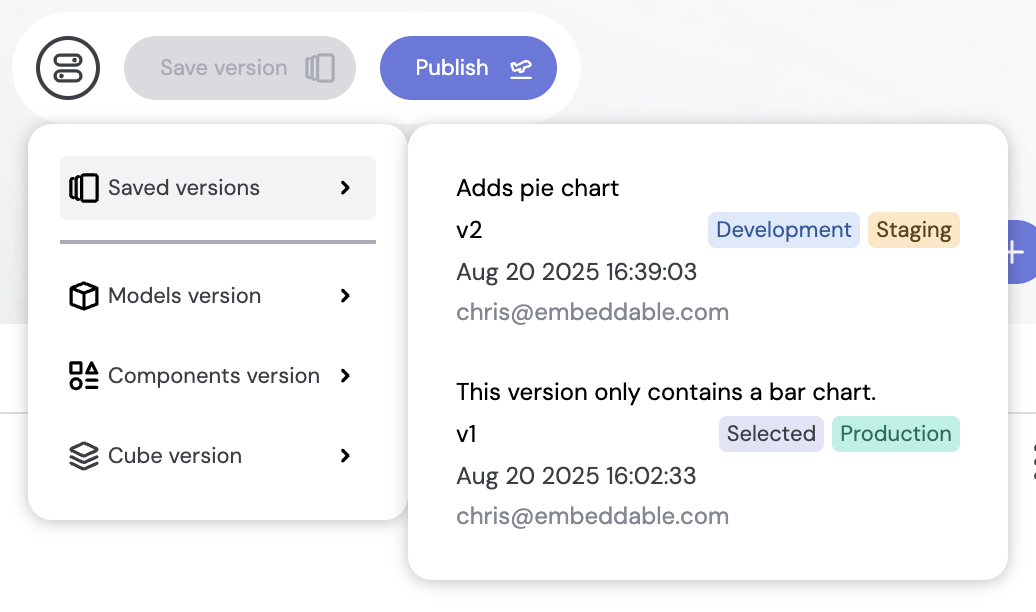 Save version
Publish
Saved versions
Models version
Components version
Cube version
Adds pie chart
v2 Development Staging
Aug 20 2025 16:39:03
chris@embeddable.com
This version only contains a bar chart.
v1 Selected Production
Aug 20 2025 16:02:33
chris@embeddable.com